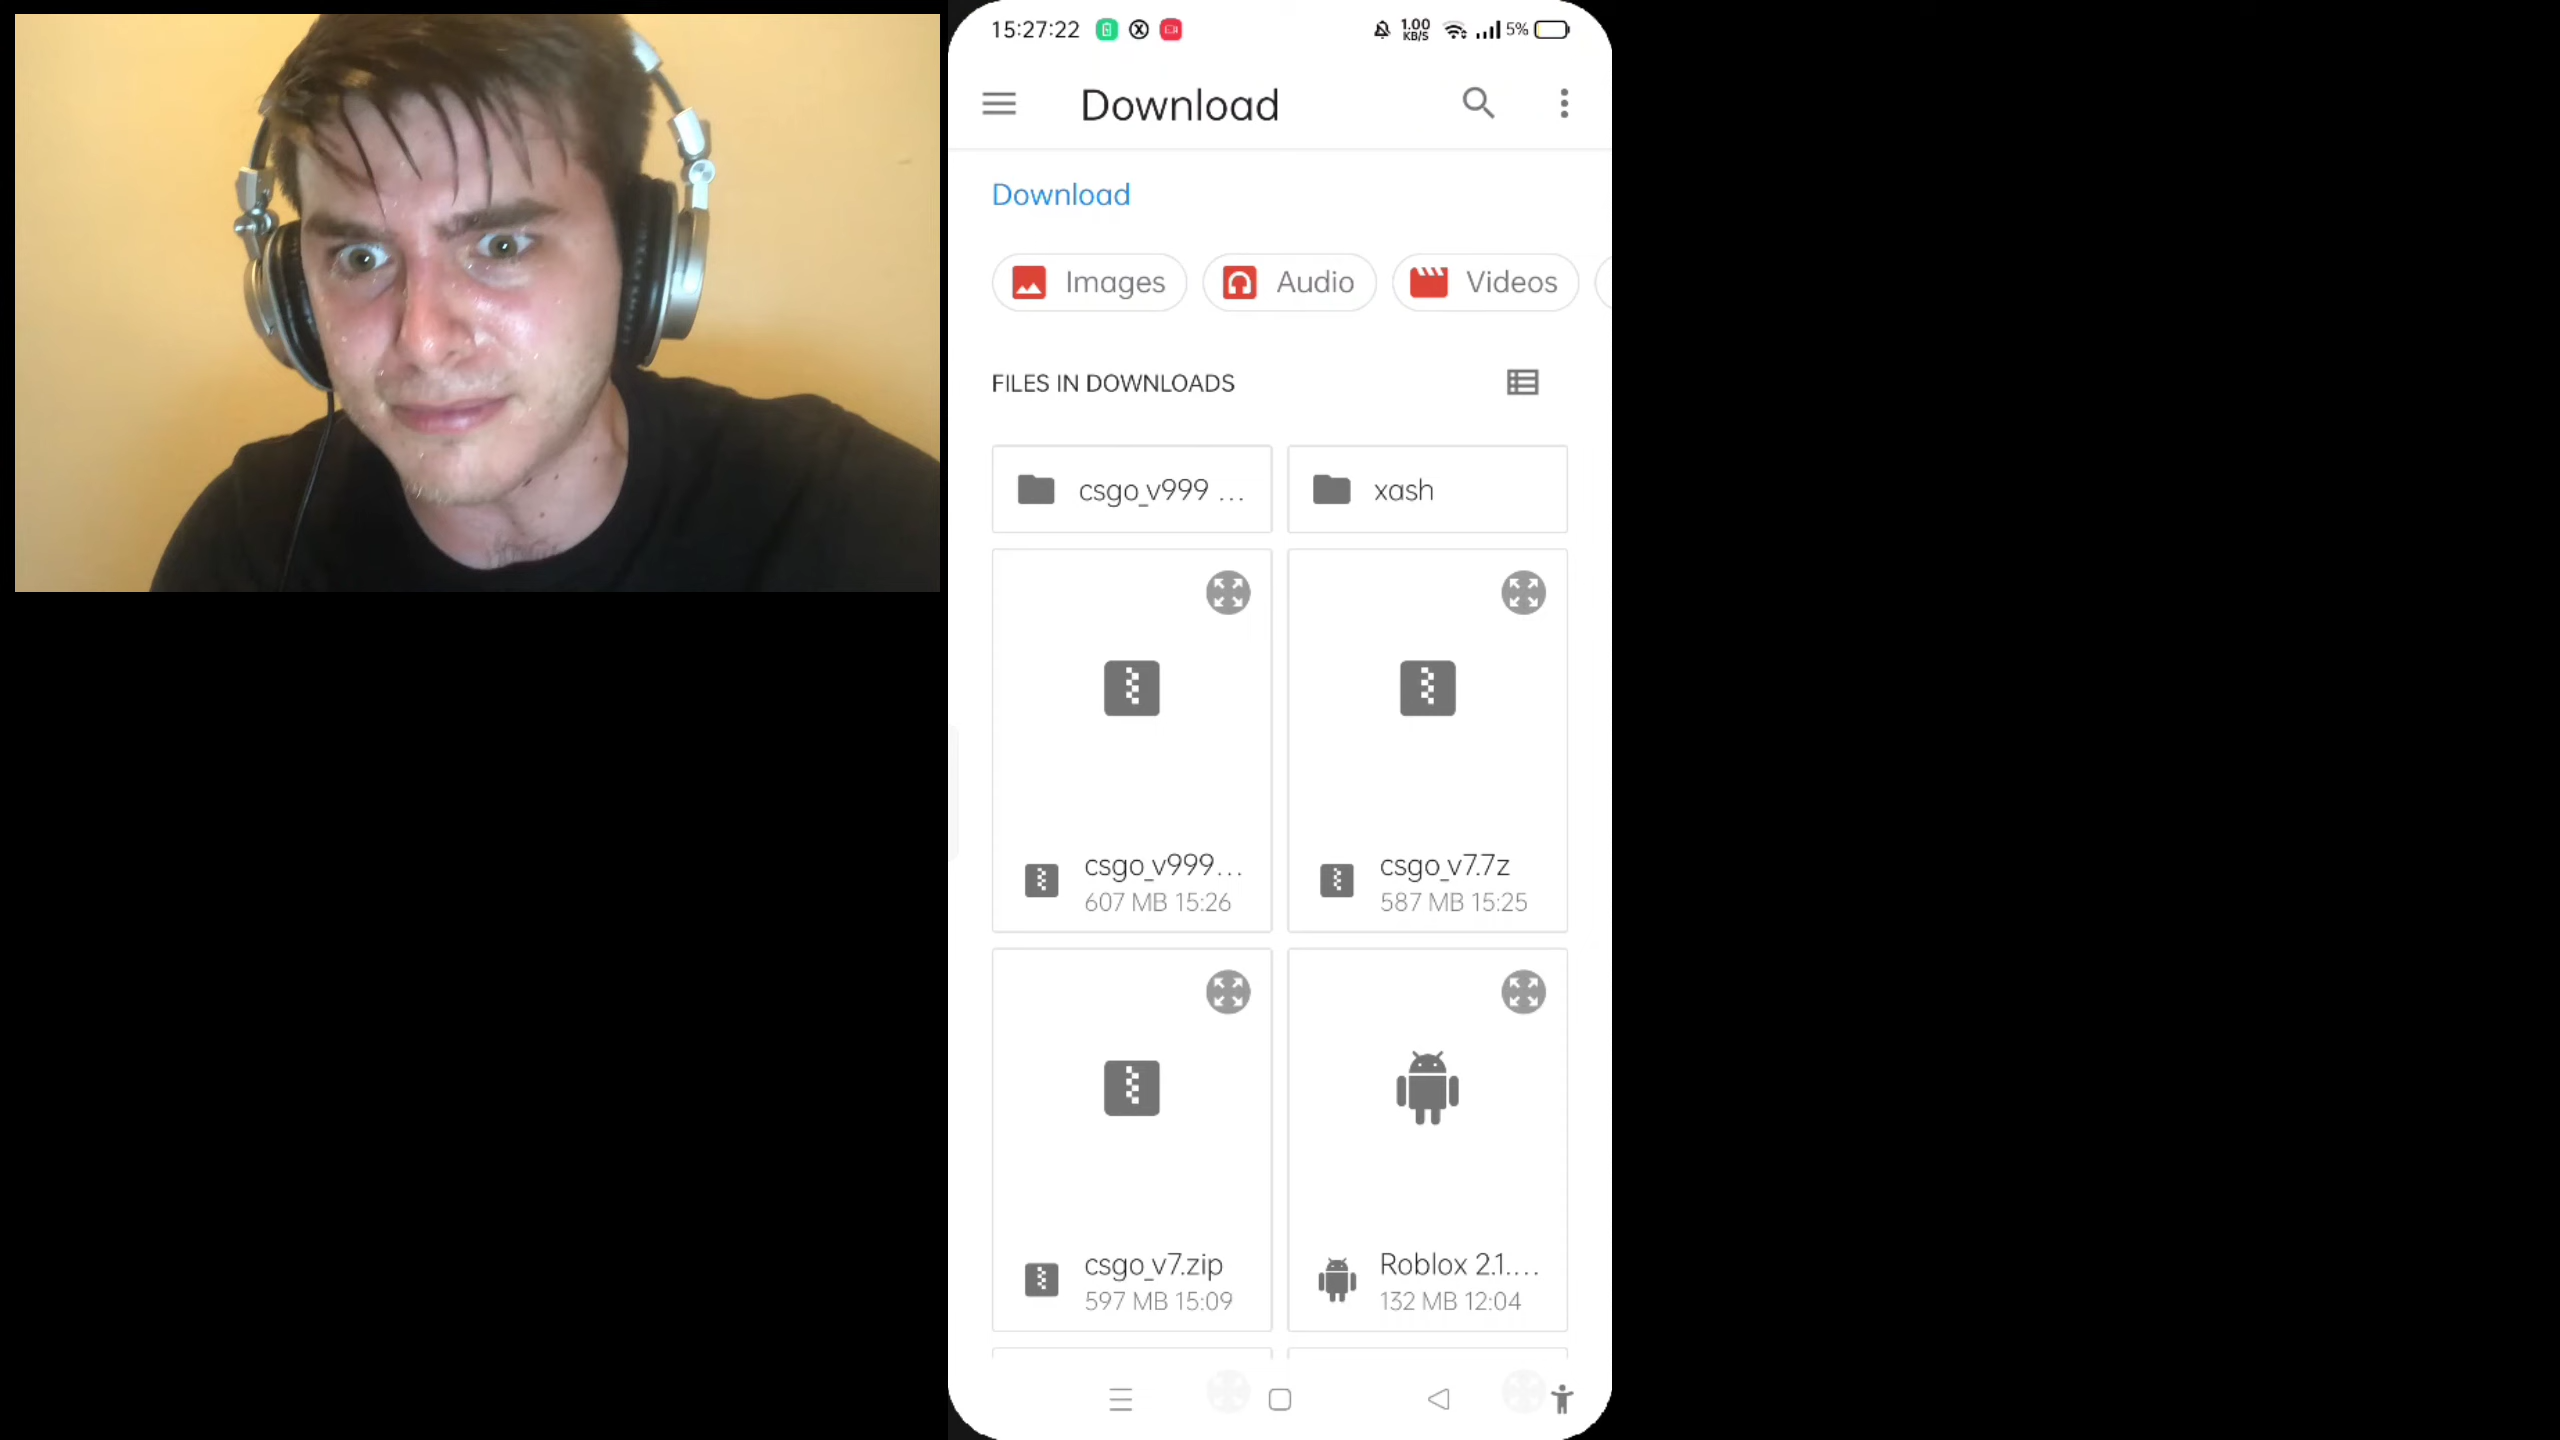 15:27:22
1.00
KB/S
5%
Download
Download
Images
Audio
Videos
FILES IN DOWNLOADS
csgo_v999 ...
xash
csgo_v999...
607 MB 15:26
csgo_v7.7z
587 MB 15:25
csgo_v7.zip
597 MB 15:09
Roblox 2.1....
132 MB 12:04